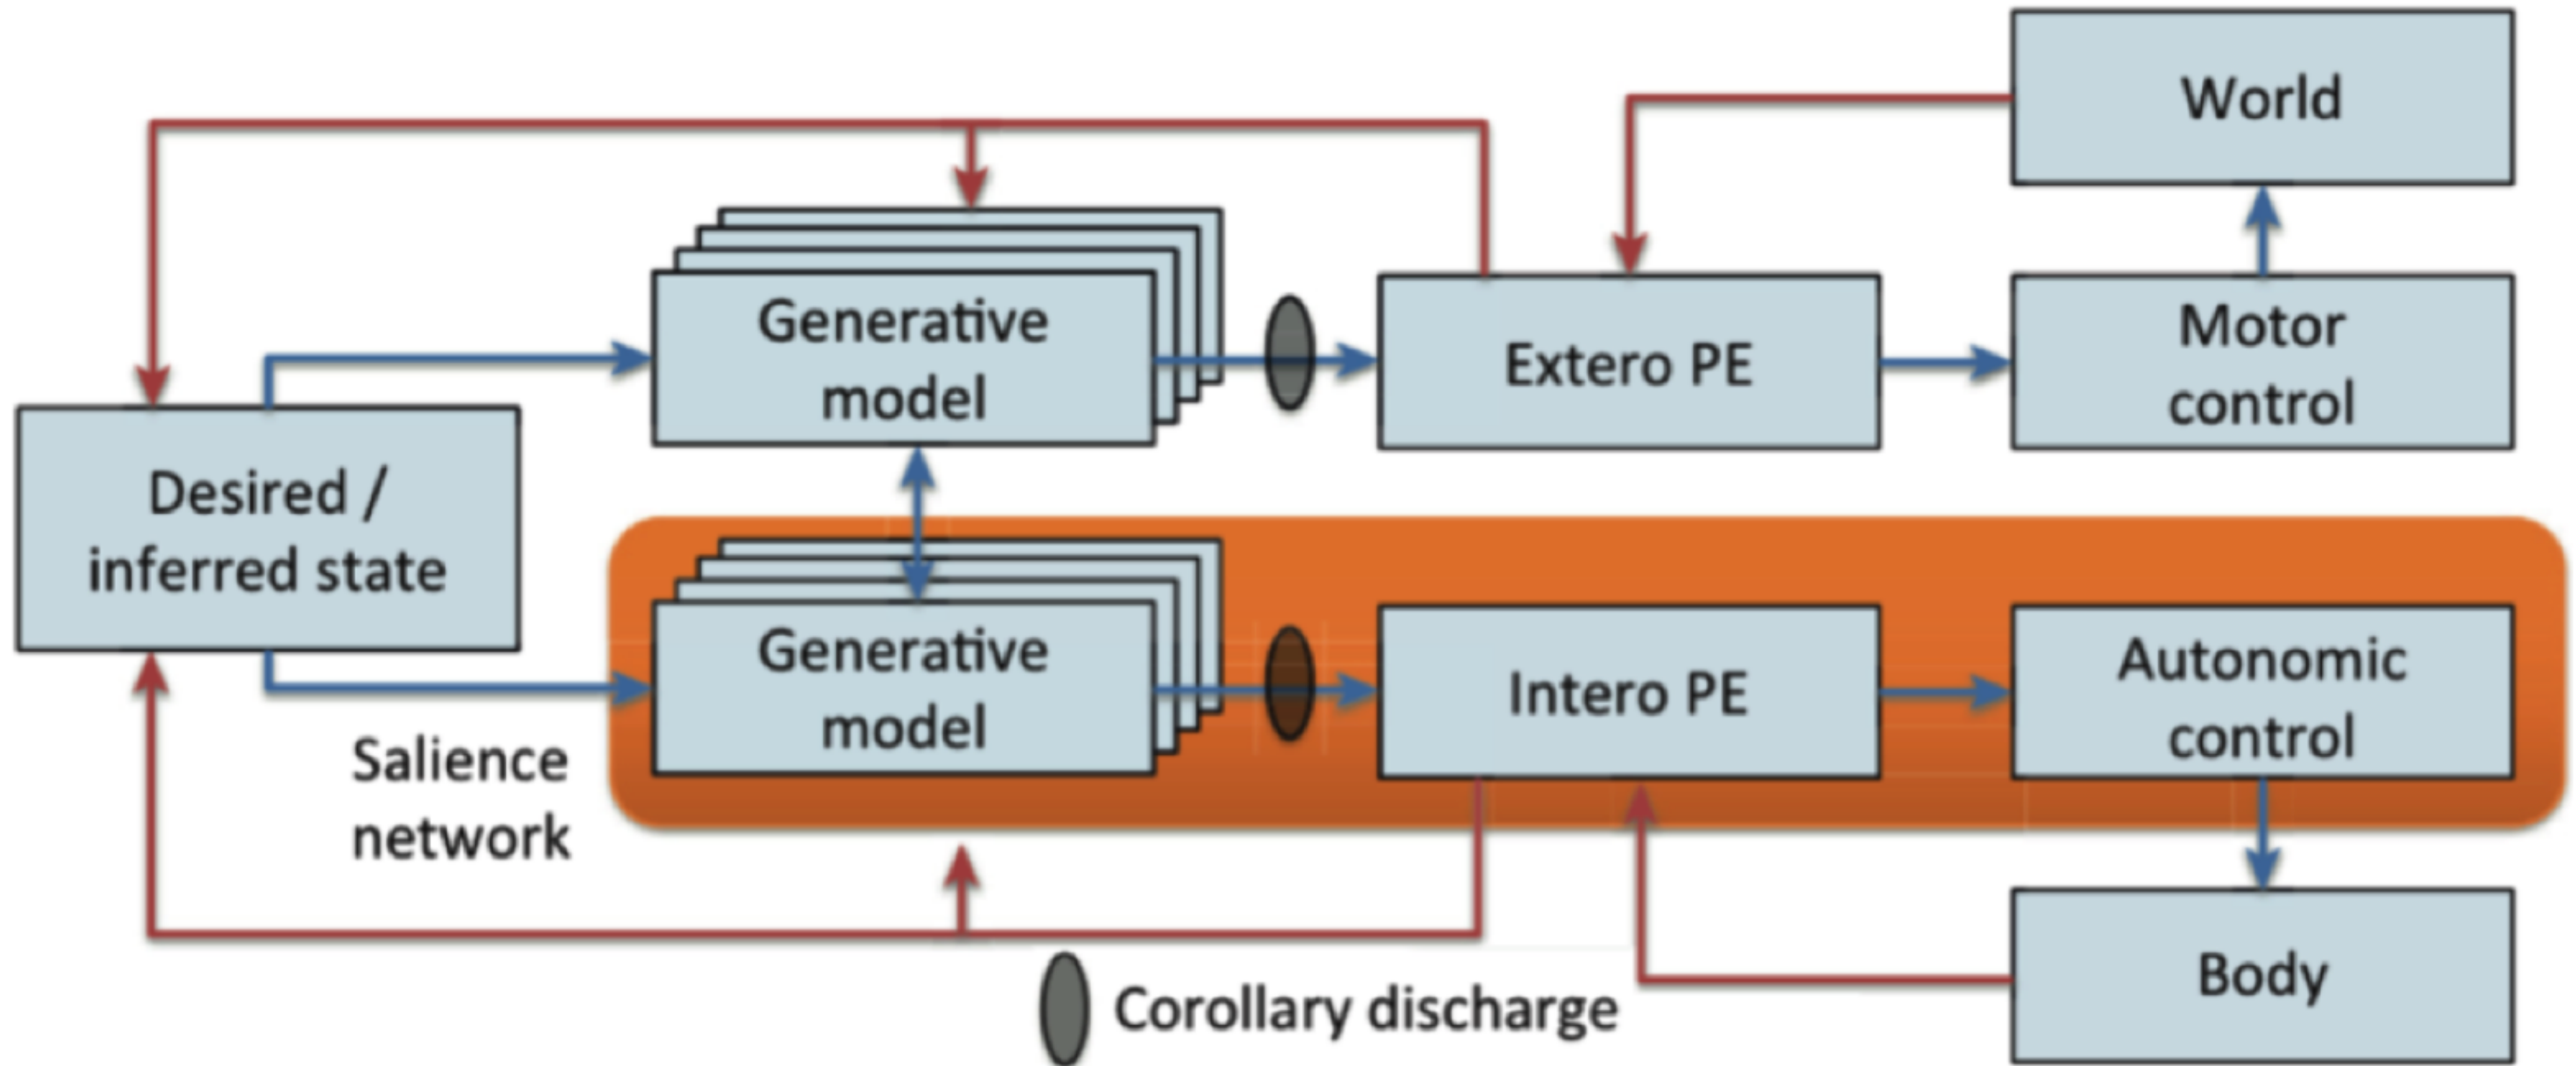 World
Generative
model
Extero PE
Motor
control
Desired /
inferred state
Generative
model
Intero PE
Autonomic
control
Salience
network
Body
Corollary discharge